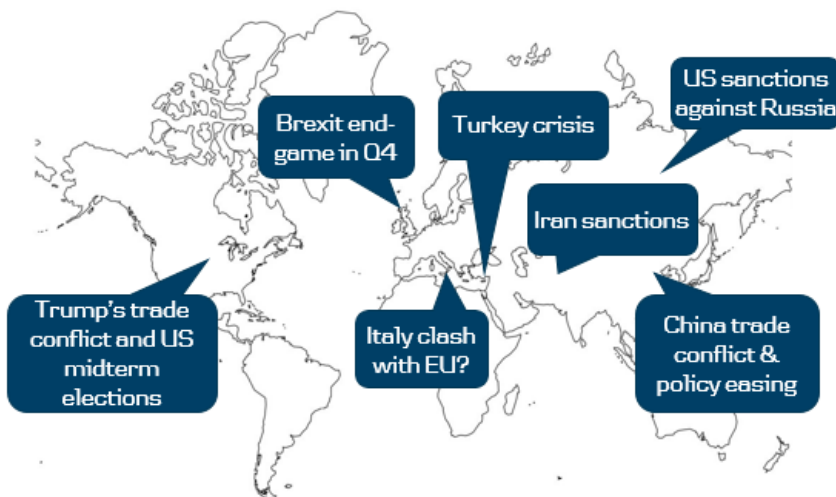 US sanctions
against Russia
Brexit end-
game in Q4
Turkey crisis
Iran sanctions
Trump's trade
conflict and US
midterm
elections
Italy clash
with EU?
China trade
conflict &
policy easing